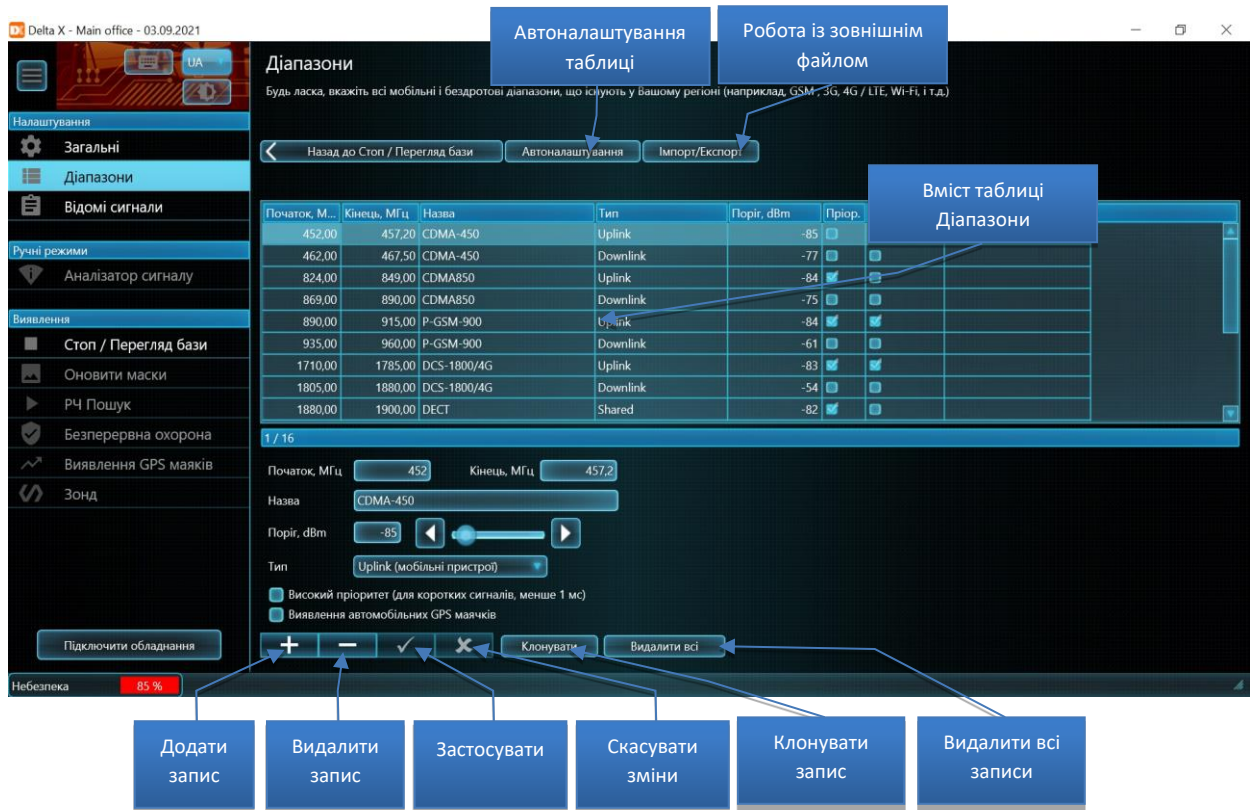 Delta X - Main office - 03.09.2021
Автоналаштування
таблиці
Робота із зовнішнім
файлом
UA
Діапазони
Будь ласка, вкажіть всі мобільні і бездротові діапазони, що існують у Вашому регіоні (наприклад, GSM, 3G, 4G / LTE, Wi-Fi, і т.д.)
Налаштування
Загальні
Діапазони
Відомі сигнали
Ручні режими
Аналізатор сигналу
Виявлення
Стоп / Перегляд бази
Оновити маски
РЧ Пошук
Безперервна охорона
Виявлення GPS маяків
Зонд
Підключити обладнання
Небезпека 85 %
Назад до Стоп / Перегляд бази Автоналаштування Імпорт/Експорт
Вміст таблиці
Діапазони
Початок, М... Кінець, МГц Назва Тип Поріг, dBm Пріор.
452,00 457,20 CDMA-450 Uplink -85
462,00 467,50 CDMA-450 Downlink -77
824,00 849,00 CDMA850 Uplink -84
869,00 890,00 CDMA850 Downlink -75
890,00 915,00 P-GSM-900 Uplink -84
935,00 960,00 P-GSM-900 Downlink -61
1710,00 1785,00 DCS-1800/4G Uplink -83
1805,00 1880,00 DCS-1800/4G Downlink -54
1880,00 1900,00 DECT Shared -82
1 / 16
Початок, МГц 452 Кінець, МГц 457,2
Назва CDMA-450
Поріг, dBm -85
Тип Uplink (мобільні пристрої)
Високий пріоритет (для коротких сигналів, менше 1 мс)
Виявлення автомобільних GPS маячків
Клонувати Видалити всі
Додати
запис
Видалити
запис
Застосувати
Скасувати
зміни
Клонувати
запис
Видалити всі
записи